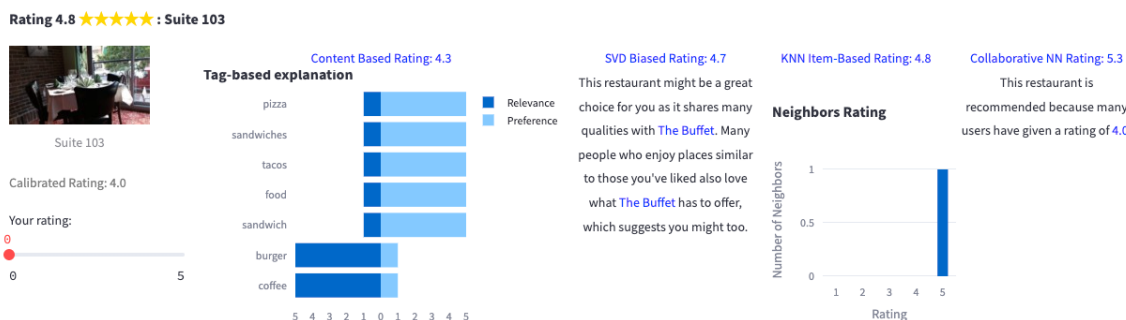 Rating 4.8 ⭐⭐⭐⭐⭐ : Suite 103
Suite 103
Calibrated Rating: 4.0
Your rating:
0
0 5
Content Based Rating: 4.3
Tag-based explanation
pizza
sandwiches
tacos
food
sandwich
burger
coffee
5 4 3 2 1 0 1 2 3 4 5
Relevance
Preference
SVD Biased Rating: 4.7
This restaurant might be a great
choice for you as it shares many
qualities with The Buffet. Many
people who enjoy places similar
to those you've liked also love
what The Buffet has to offer,
which suggests you might too.
KNN Item-Based Rating: 4.8
Neighbors Rating
Number of Neighbors
1
0.5
0
1 2 3 4 5
Rating
Collaborative NN Rating: 5.3
This restaurant is
recommended because many
users have given a rating of 4.0